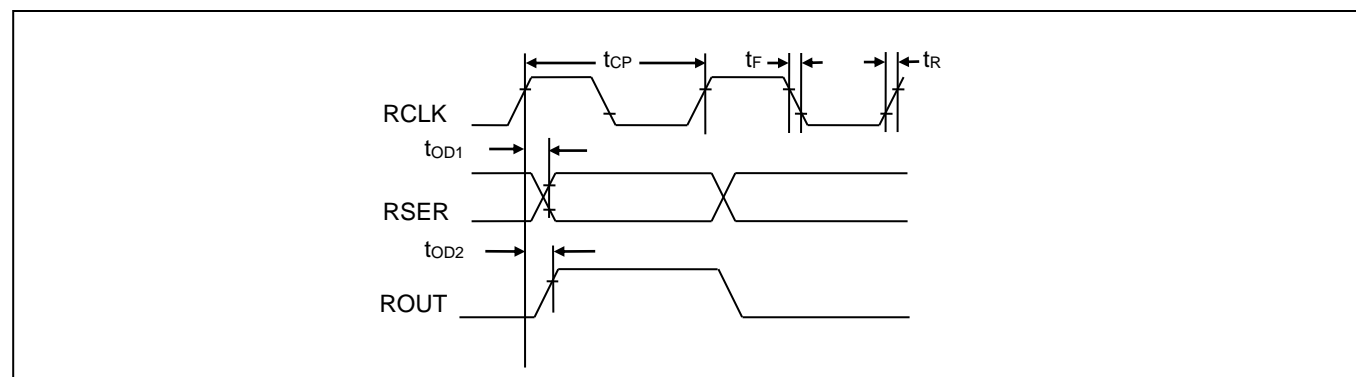 tCP tF tR
RCLK
tOD1
RSER
tOD2
ROUT